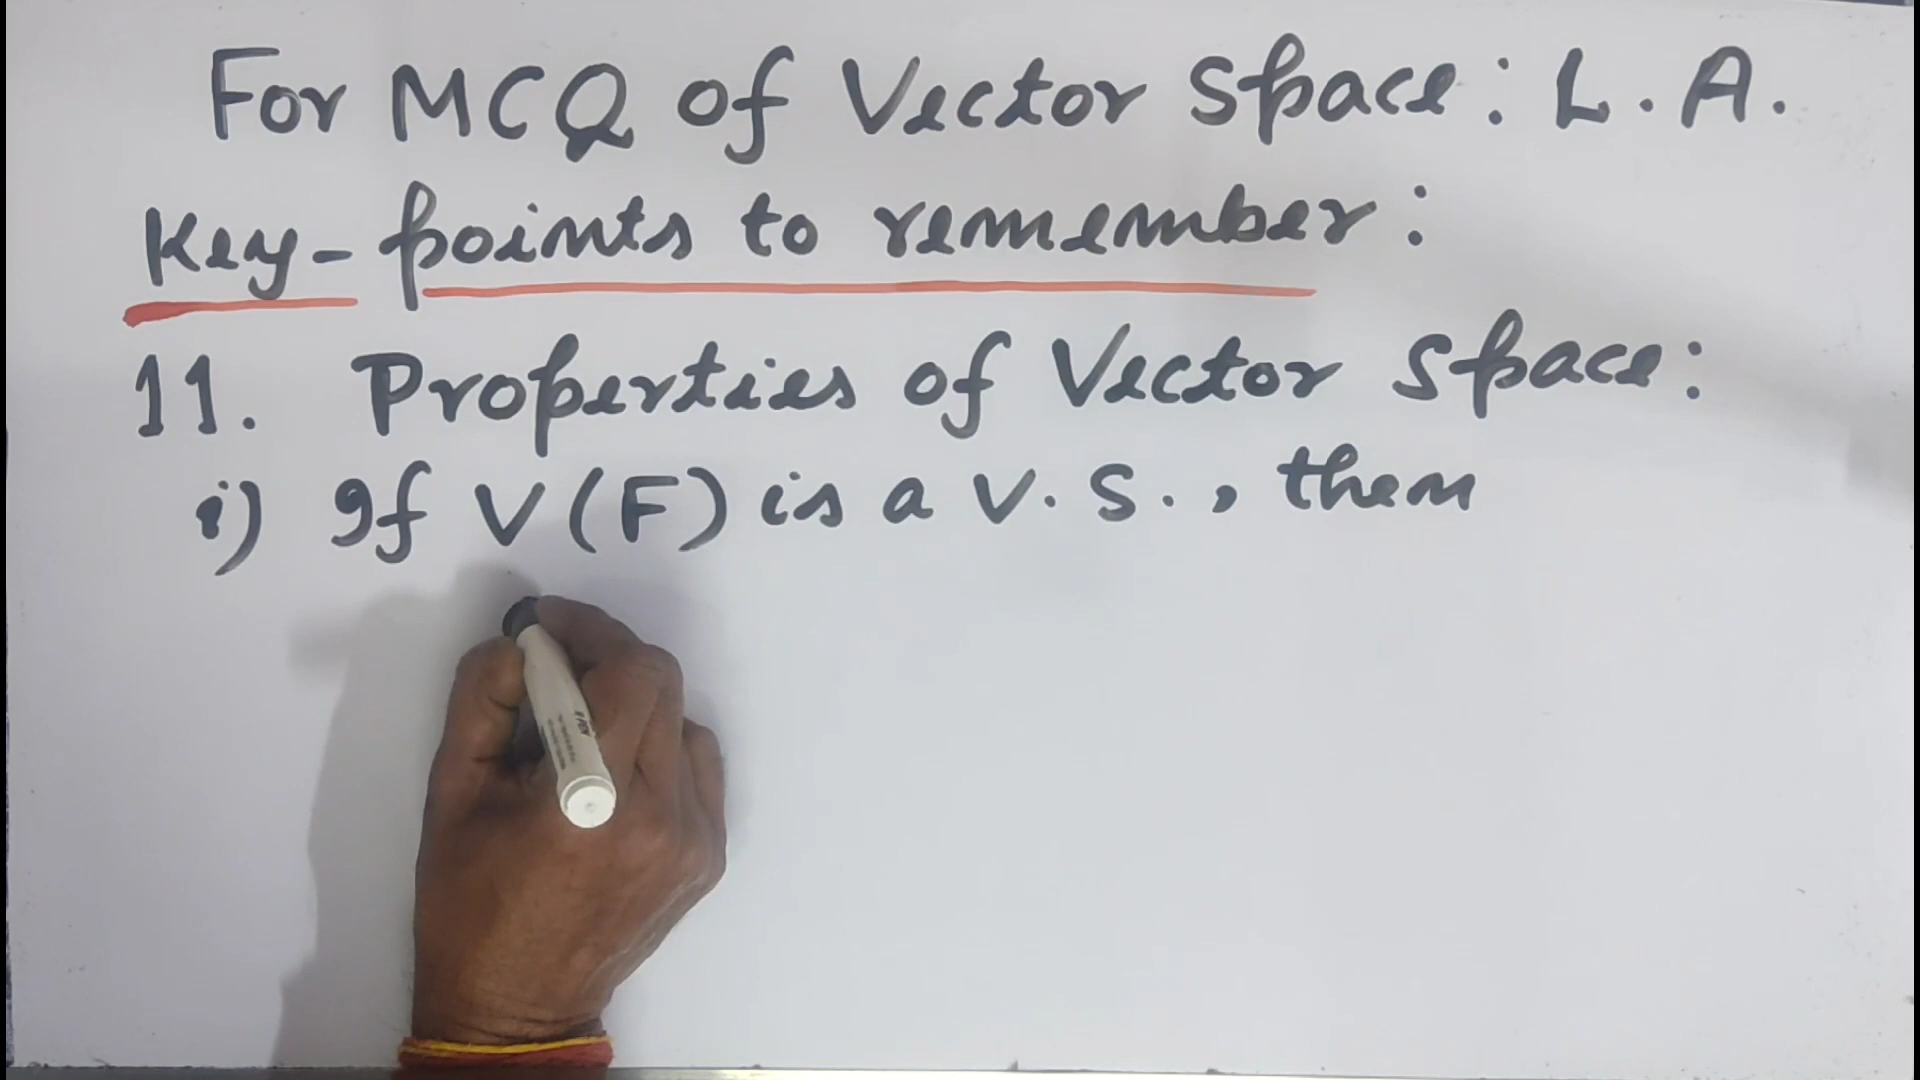 For MCQ of Vector Space: L.A.
Key-points to remember:
11. Properties of Vector Space:
i) If V(F) is a V.S., then